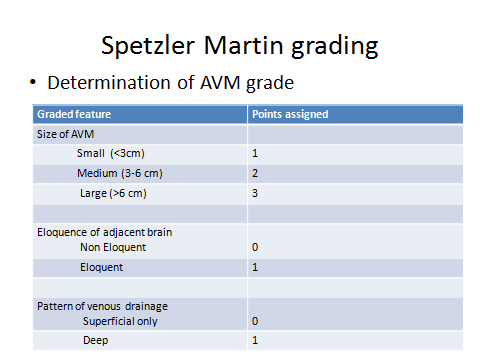 Spetzler Martin grading
• Determination of AVM grade
Graded feature Points assigned
Size of AVM
Small (<3cm) 1
Medium (3-6 cm) 2
Large (>6 cm) 3
Eloquence of adjacent brain
Non Eloquent 0
Eloquent 1
Pattern of venous drainage
Superficial only 0
Deep 1